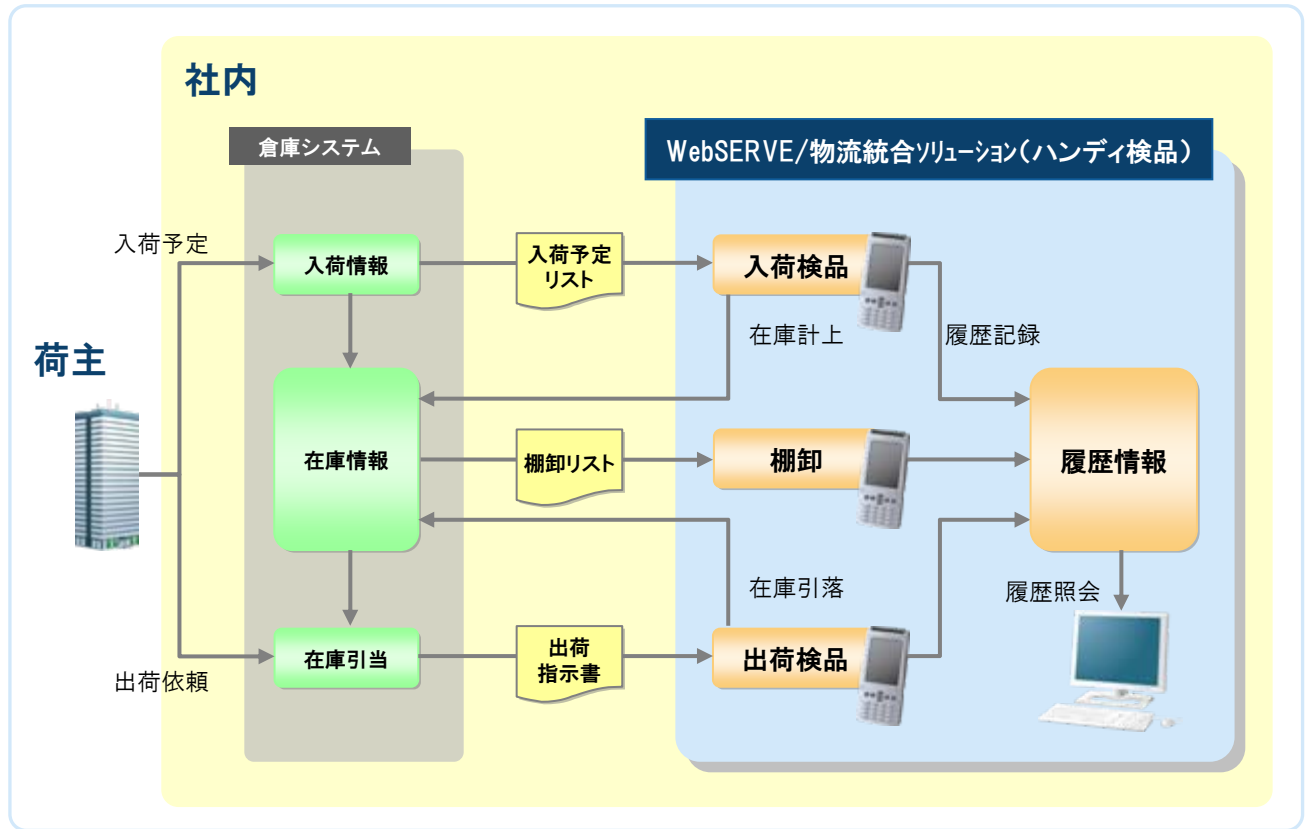 社内
倉庫システム
WebSERVE/物流統合ソリューション(ハンディ検品)
入荷予定
入荷情報
入荷予定
リスト
入荷検品
在庫計上
履歴記録
荷主
在庫情報
棚卸リスト
棚卸
履歴情報
在庫引落
履歴照会
出荷依頼
在庫引当
出荷
指示書
出荷検品